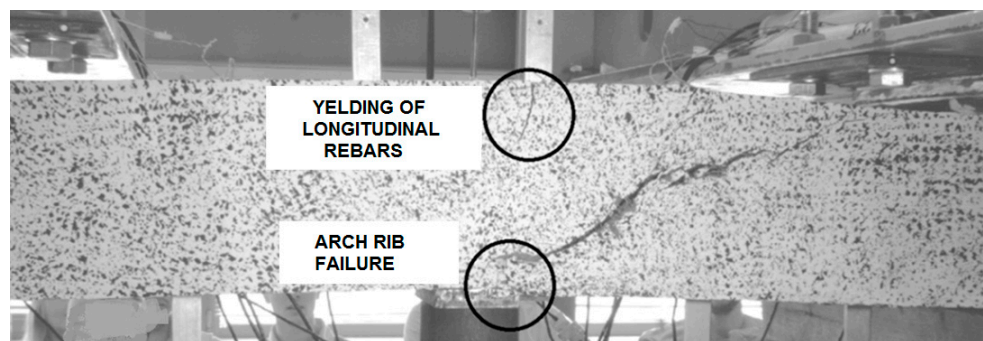 YELDING OF
LONGITUDINAL
REBARS
ARCH RIB
FAILURE